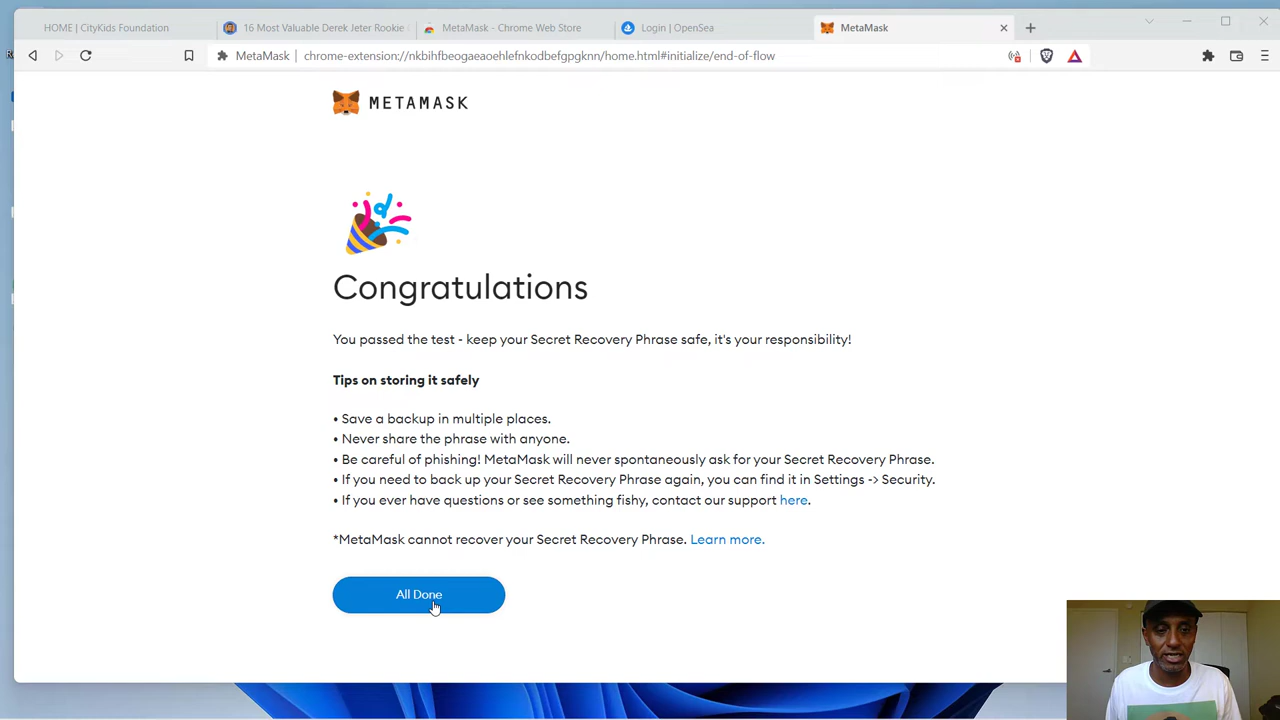 HOME | CityKids Foundation
16 Most Valuable Derek Jeter Rookie
MetaMask - Chrome Web Store
Login | OpenSea
MetaMask
MetaMask | chrome-extension://nkbihfbeogaeaoehlefnkodbefgpgknn/home.html#initialize/end-of-flow
METAMASK
Congratulations
You passed the test - keep your Secret Recovery Phrase safe, it's your responsibility!
Tips on storing it safely
• Save a backup in multiple places.
• Never share the phrase with anyone.
• Be careful of phishing! MetaMask will never spontaneously ask for your Secret Recovery Phrase.
• If you need to back up your Secret Recovery Phrase again, you can find it in Settings -> Security.
• If you ever have questions or see something fishy, contact our support here.
*MetaMask cannot recover your Secret Recovery Phrase. Learn more.
All Done